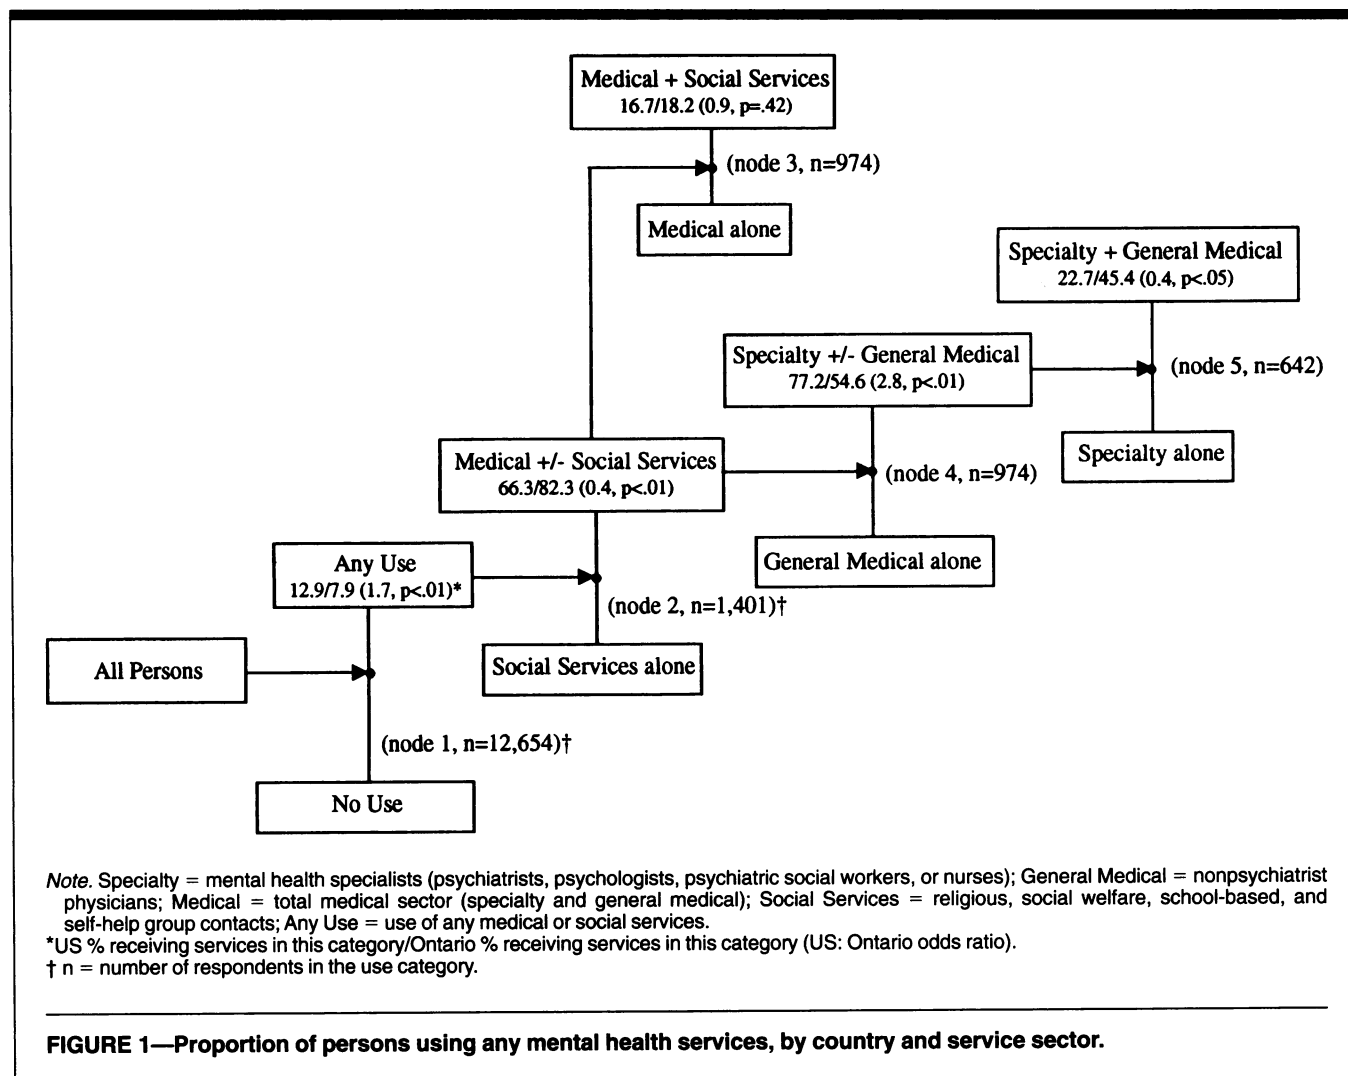 Medical + Social Services
16.7/18.2 (0.9, p=.42)
(node 3, n=974)
Medical alone
Specialty + General Medical
22.7/45.4 (0.4, p<.05)
Specialty +/- General Medical
77.2/54.6 (2.8, p<.01)
(node 5, n=642)
Specialty alone
Medical +/- Social Services
66.3/82.3 (0.4, p<.01)
(node 4, n=974)
General Medical alone
Any Use
12.9/7.9 (1.7, p<.01)*
(node 2, n=1,401)†
Social Services alone
All Persons
(node 1, n=12,654)†
No Use
Note. Specialty = mental health specialists (psychiatrists, psychologists, psychiatric social workers, or nurses); General Medical = nonpsychiatrist
physicians; Medical = total medical sector (specialty and general medical); Social Services = religious, social welfare, school-based, and
self-help group contacts; Any Use = use of any medical or social services.
*US % receiving services in this category/Ontario % receiving services in this category (US: Ontario odds ratio).
† n = number of respondents in the use category.
FIGURE 1—Proportion of persons using any mental health services, by country and service sector.